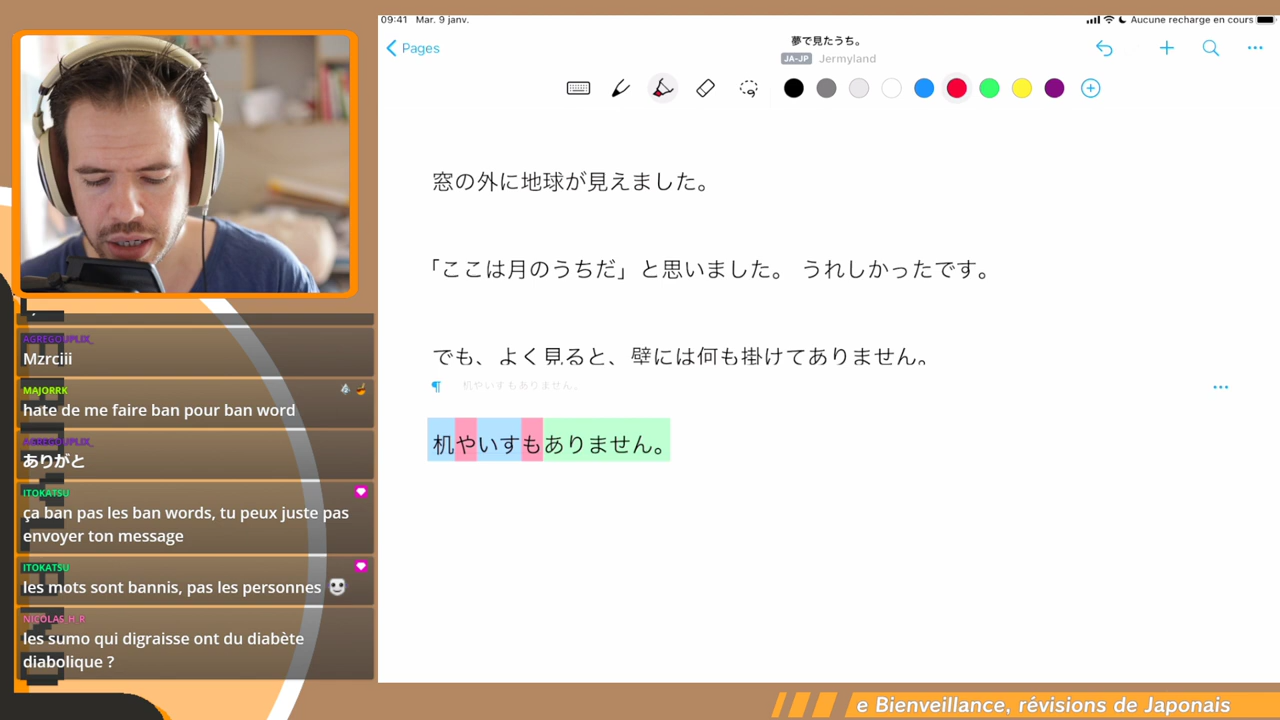 09:41 Mar. 9 janv.
Aucune recharge en cours
Pages
夢で見たうち。
JA-JP Jermyland
窓の外に地球が見えました。
「ここは月のうちだ」と思いました。 うれしかったです。
でも、よく見ると、壁には何も掛けてありません。
机やいすもありません。
机やいすもありません。
AGREGOUPLIX_
Mzrciii
MAJORRK
hate de me faire ban pour ban word
AGREGOUPLIX_
ありがと
ITOKATSU
ça ban pas les ban words, tu peux juste pas
envoyer ton message
ITOKATSU
les mots sont bannis, pas les personnes
NICOLAS_H_R
les sumo qui digraisse ont du diabète
diabolique ?
e Bienveillance, révisions de Japonais